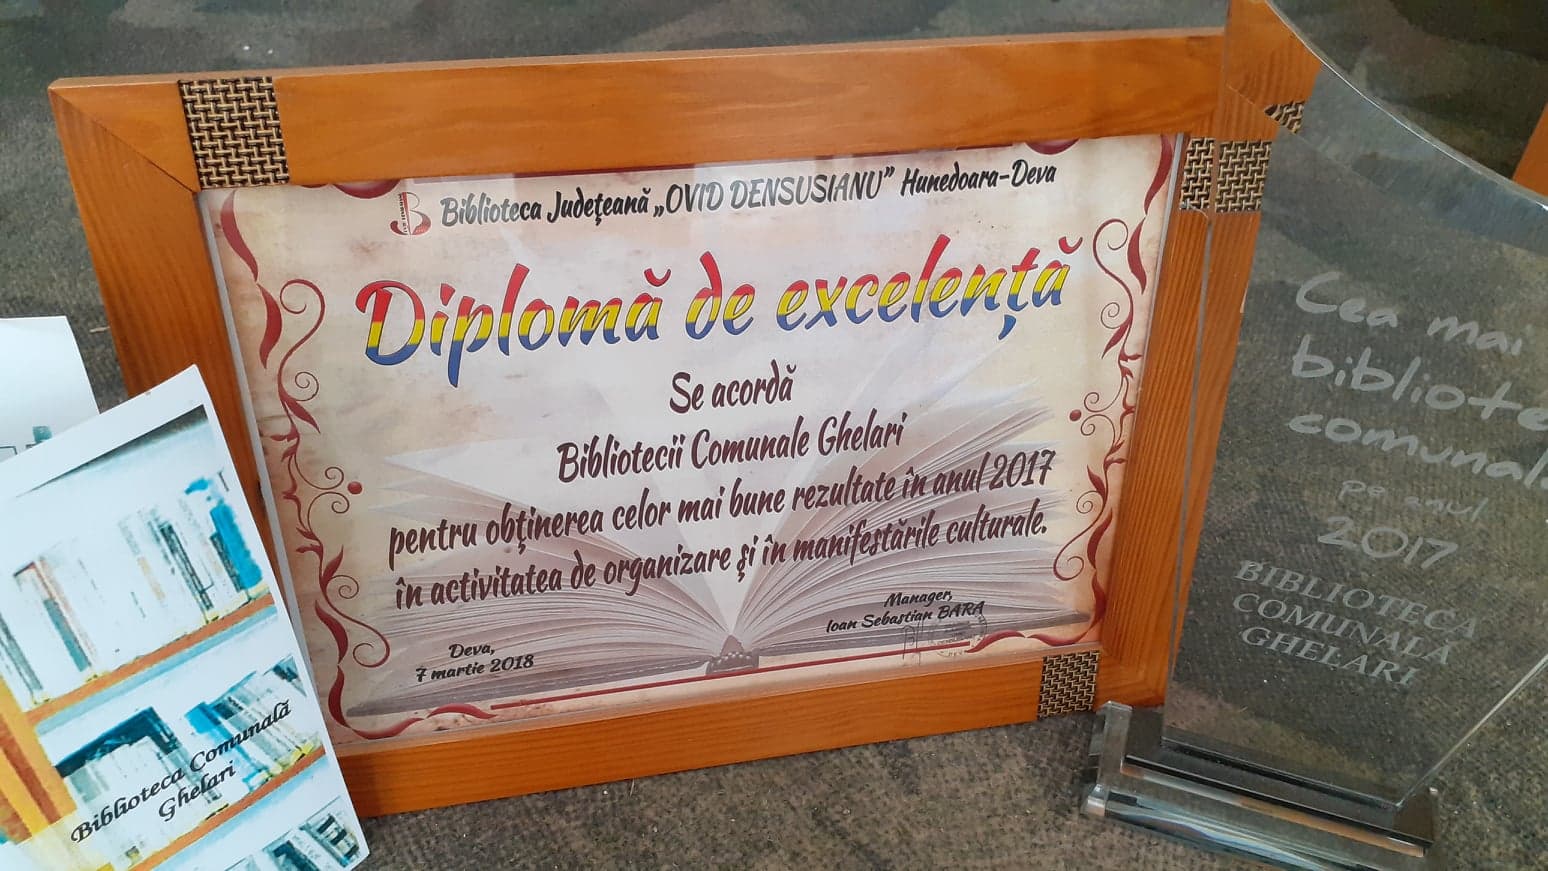 Biblioteca Județeană „OVID DENSUSIANU” Hunedoara-Deva
Diplomă de excelență
Se acordă
Bibliotecii Comunale Ghelari
pentru obținerea celor mai bune rezultate în anul 2017
în activitatea de organizare și în manifestările culturale.
Manager,
Ioan Sebastian BARA
Deva,
7 martie 2018
Biblioteca Comunală
Ghelari
Cea mai
comunală
pe anul
2017
BIBLIOTECA
COMUNALĂ
GHELARI